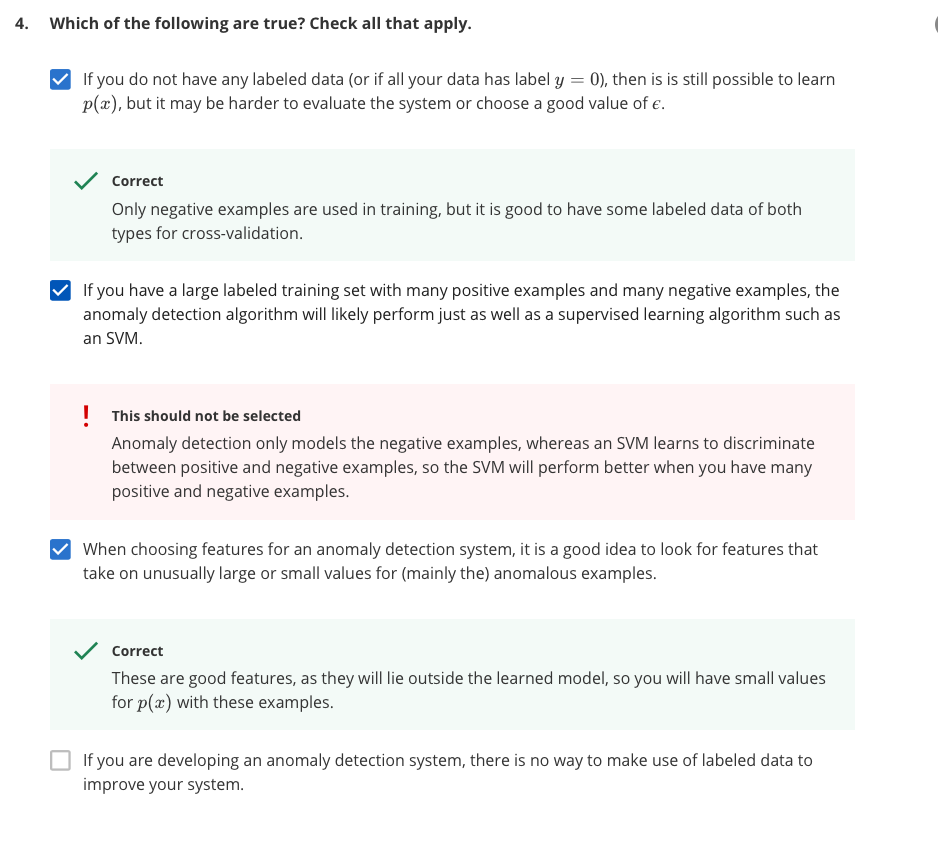 4. Which of the following are true? Check all that apply.
If you do not have any labeled data (or if all your data has label y = 0), then is is still possible to learn
p(x), but it may be harder to evaluate the system or choose a good value of ϵ.
Correct
Only negative examples are used in training, but it is good to have some labeled data of both
types for cross-validation.
If you have a large labeled training set with many positive examples and many negative examples, the
anomaly detection algorithm will likely perform just as well as a supervised learning algorithm such as
an SVM.
! This should not be selected
Anomaly detection only models the negative examples, whereas an SVM learns to discriminate
between positive and negative examples, so the SVM will perform better when you have many
positive and negative examples.
When choosing features for an anomaly detection system, it is a good idea to look for features that
take on unusually large or small values for (mainly the) anomalous examples.
Correct
These are good features, as they will lie outside the learned model, so you will have small values
for p(x) with these examples.
If you are developing an anomaly detection system, there is no way to make use of labeled data to
improve your system.